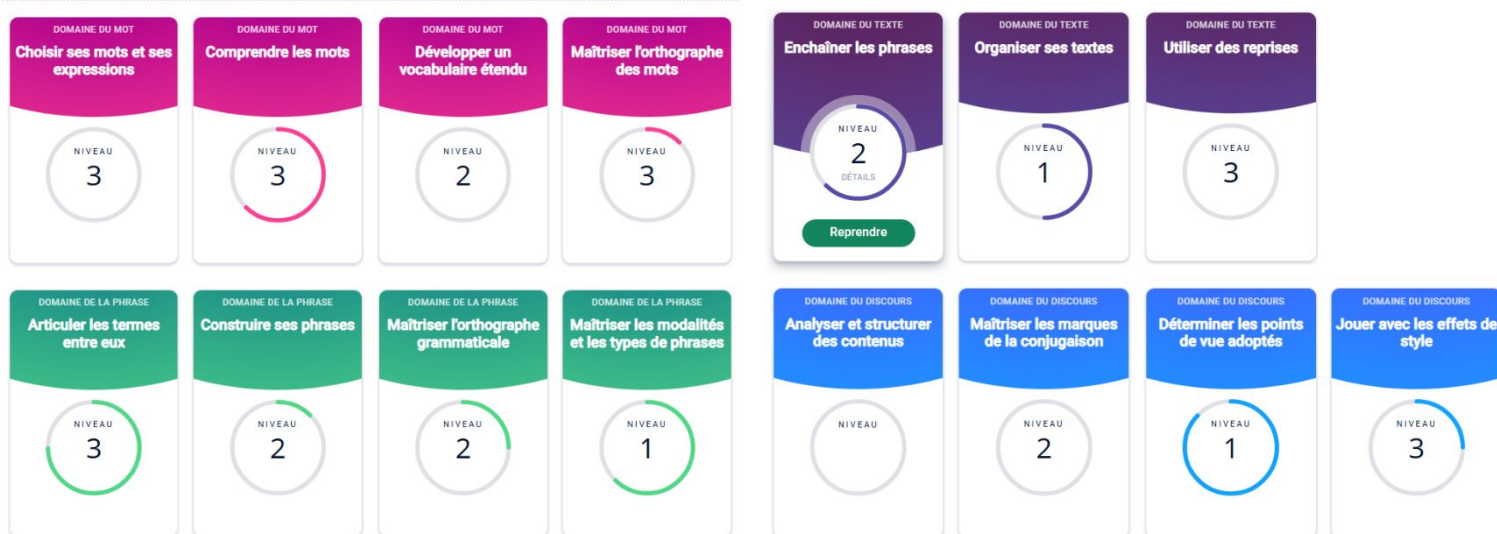 DOMAINE DU MOT
Choisir ses mots et ses
expressions
NIVEAU
3
DOMAINE DU MOT
Comprendre les mots
NIVEAU
3
DOMAINE DU MOT
Développer un
vocabulaire étendu
NIVEAU
2
DOMAINE DU MOT
Maîtriser l'orthographe
des mots
NIVEAU
3
DOMAINE DU TEXTE
Enchaîner les phrases
NIVEAU
2
DÉTAILS
Reprendre
DOMAINE DU TEXTE
Organiser ses textes
NIVEAU
1
DOMAINE DU TEXTE
Utiliser des reprises
NIVEAU
3
DOMAINE DE LA PHRASE
Articuler les termes
entre eux
NIVEAU
3
DOMAINE DE LA PHRASE
Construire ses phrases
NIVEAU
2
DOMAINE DE LA PHRASE
Maîtriser l'orthographe
grammaticale
NIVEAU
2
DOMAINE DE LA PHRASE
Maîtriser les modalités
et les types de phrases
NIVEAU
1
DOMAINE DU DISCOURS
Analyser et structurer
des contenus
NIVEAU
DOMAINE DU DISCOURS
Maîtriser les marques
de la conjugaison
NIVEAU
2
DOMAINE DU DISCOURS
Déterminer les points
de vue adoptés
NIVEAU
1
DOMAINE DU DISCOURS
Jouer avec les effets de
style
NIVEAU
3